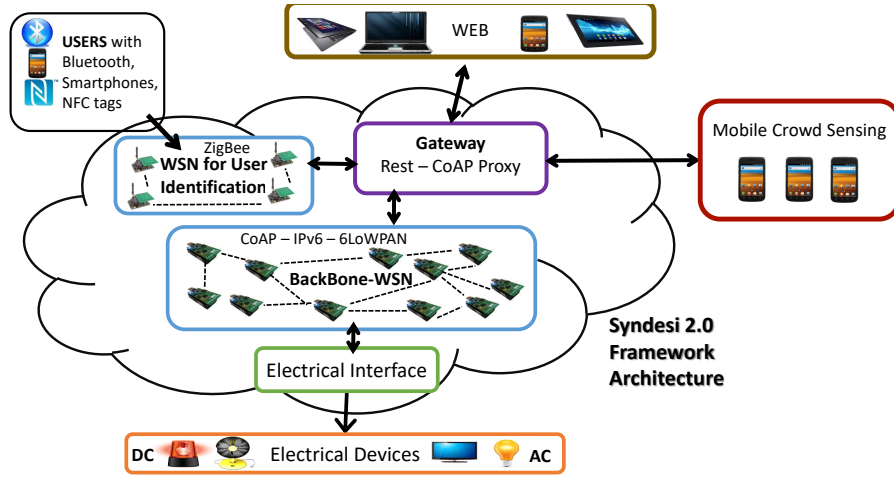 USERS with
Bluetooth,
Smartphones,
NFC tags
WEB
ZigBee
WSN for User
Identification
Gateway
Rest – CoAP Proxy
Mobile Crowd Sensing
CoAP – IPv6 – 6LoWPAN
BackBone-WSN
Syndesi 2.0
Framework
Architecture
Electrical Interface
DC
Electrical Devices
AC